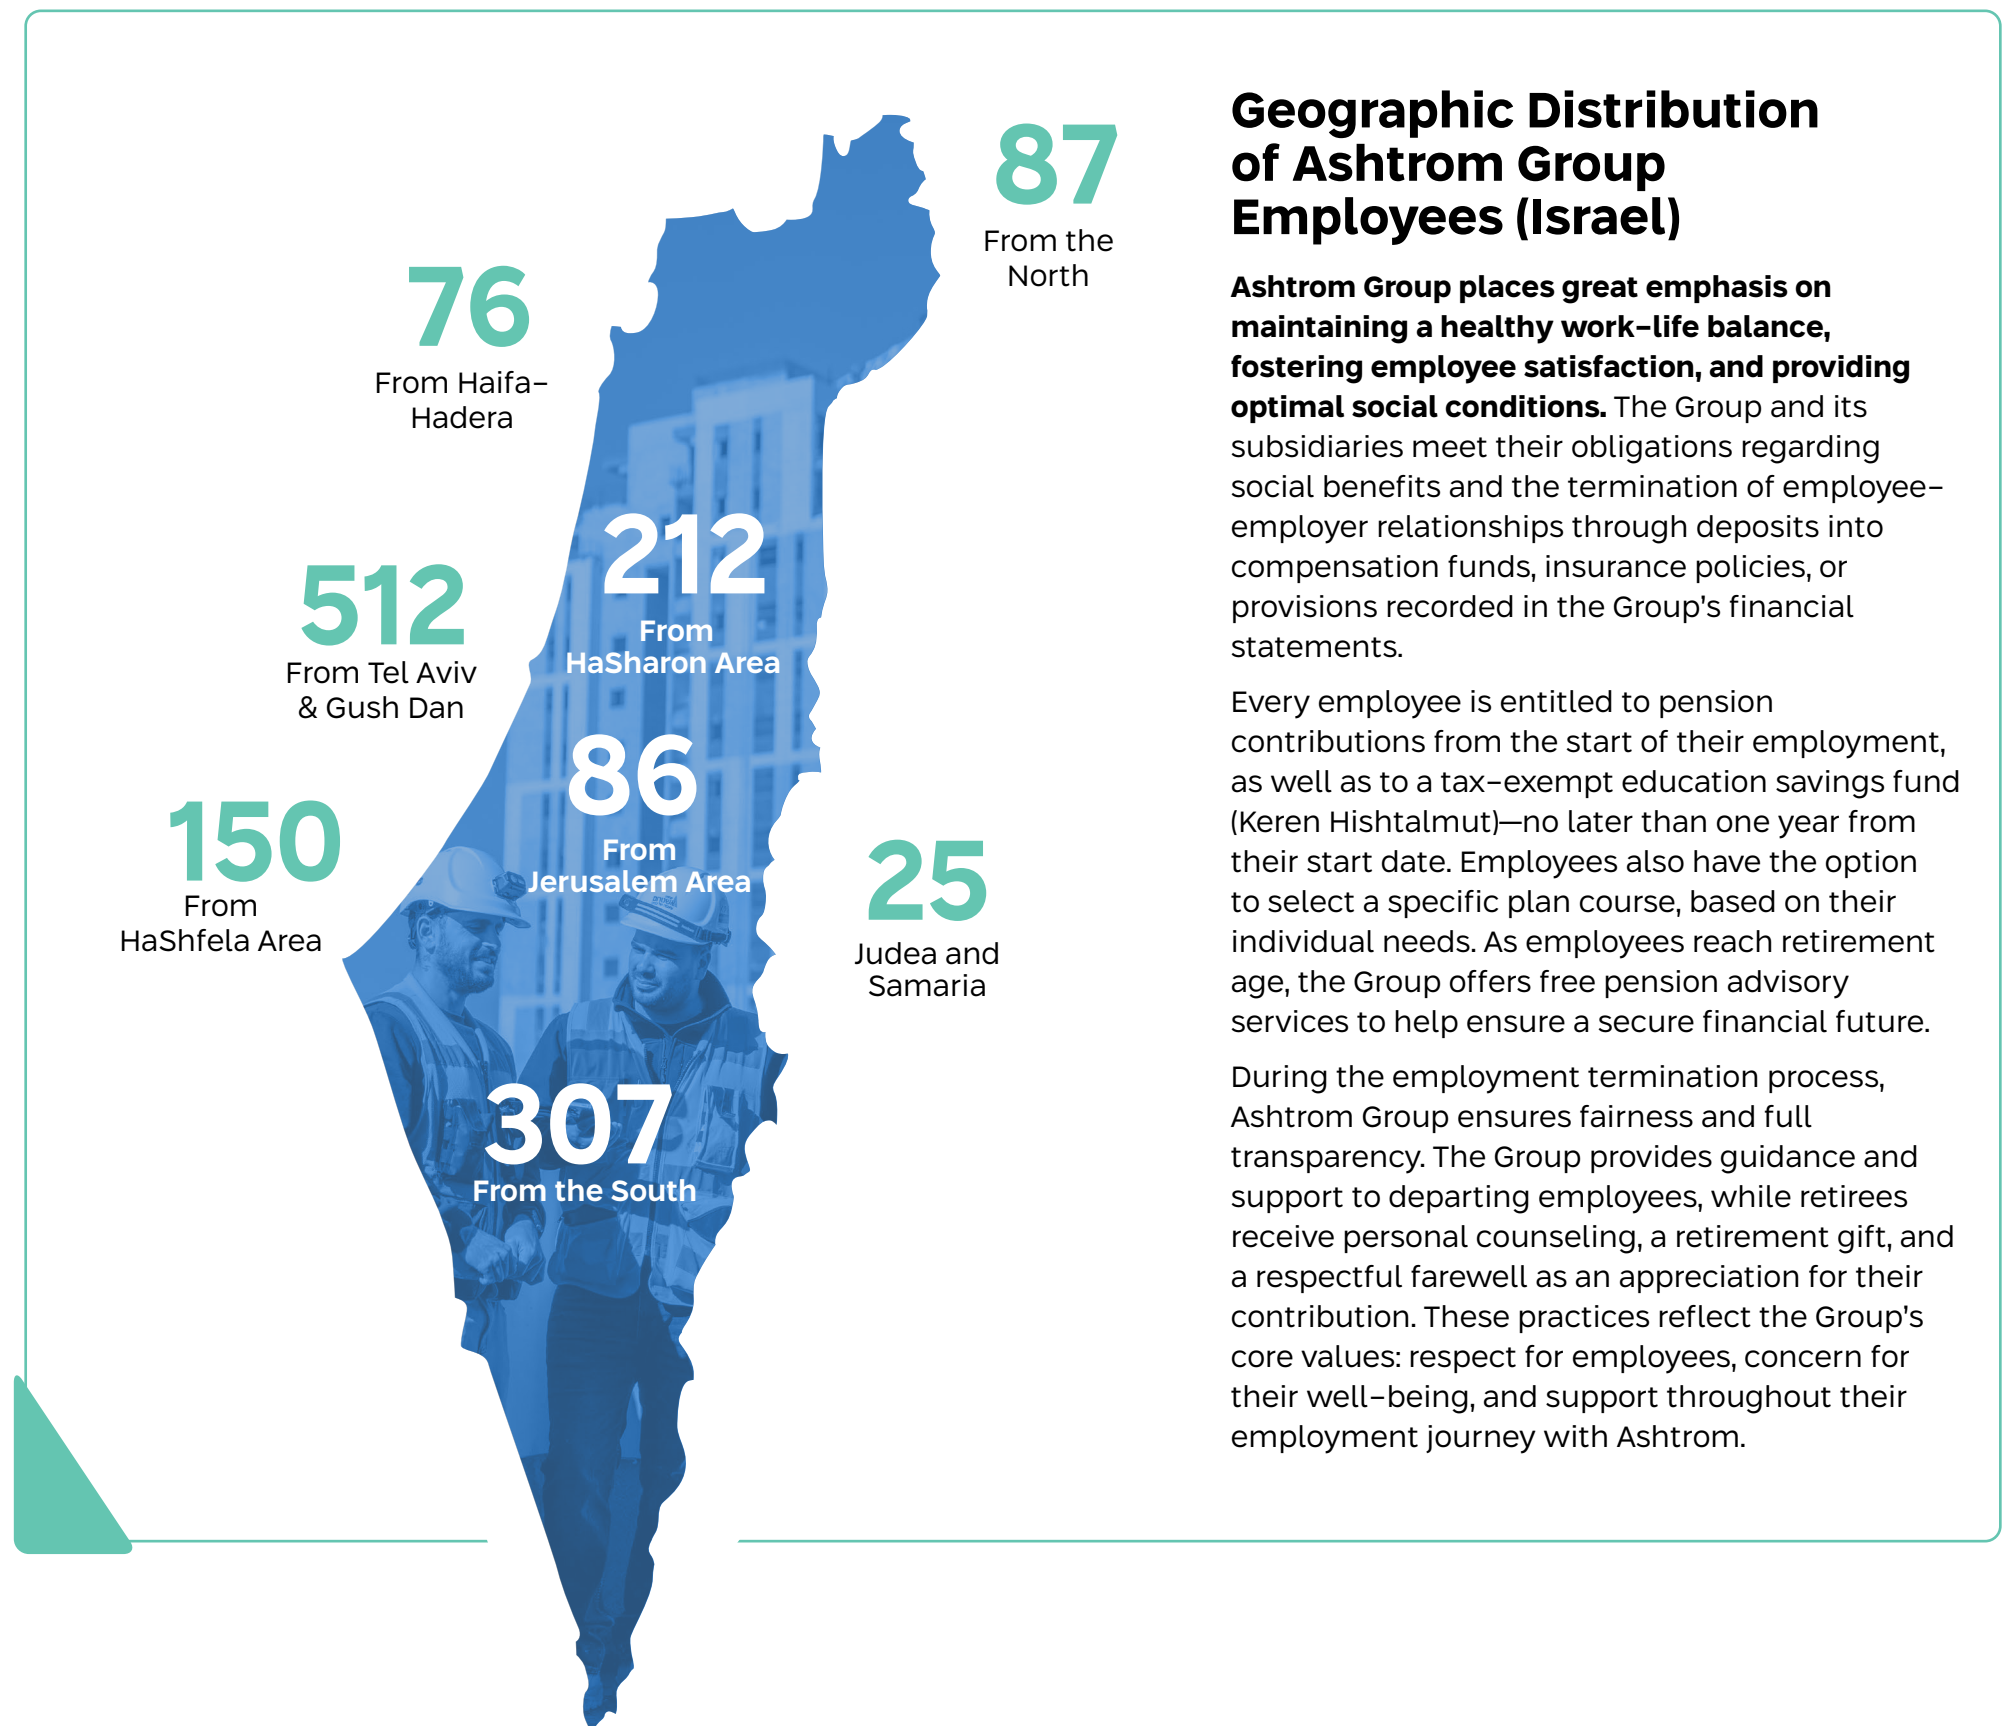 Geographic Distribution
of Ashtrom Group
Employees (Israel)
Ashtrom Group places great emphasis on
maintaining a healthy work–life balance,
fostering employee satisfaction, and providing
optimal social conditions. The Group and its
subsidiaries meet their obligations regarding
social benefits and the termination of employee–
employer relationships through deposits into
compensation funds, insurance policies, or
provisions recorded in the Group's financial
statements.
Every employee is entitled to pension
contributions from the start of their employment,
as well as to a tax–exempt education savings fund
(Keren Hishtalmut)—no later than one year from
their start date. Employees also have the option
to select a specific plan course, based on their
individual needs. As employees reach retirement
age, the Group offers free pension advisory
services to help ensure a secure financial future.
During the employment termination process,
Ashtrom Group ensures fairness and full
transparency. The Group provides guidance and
support to departing employees, while retirees
receive personal counseling, a retirement gift, and
a respectful farewell as an appreciation for their
contribution. These practices reflect the Group's
core values: respect for employees, concern for
their well–being, and support throughout their
employment journey with Ashtrom.
87
From the
North
76
From Haifa–
Hadera
212
From
HaSharon Area
512
From Tel Aviv
& Gush Dan
86
From
Jerusalem Area
150
From
HaShfela Area
25
Judea and
Samaria
307
From the South